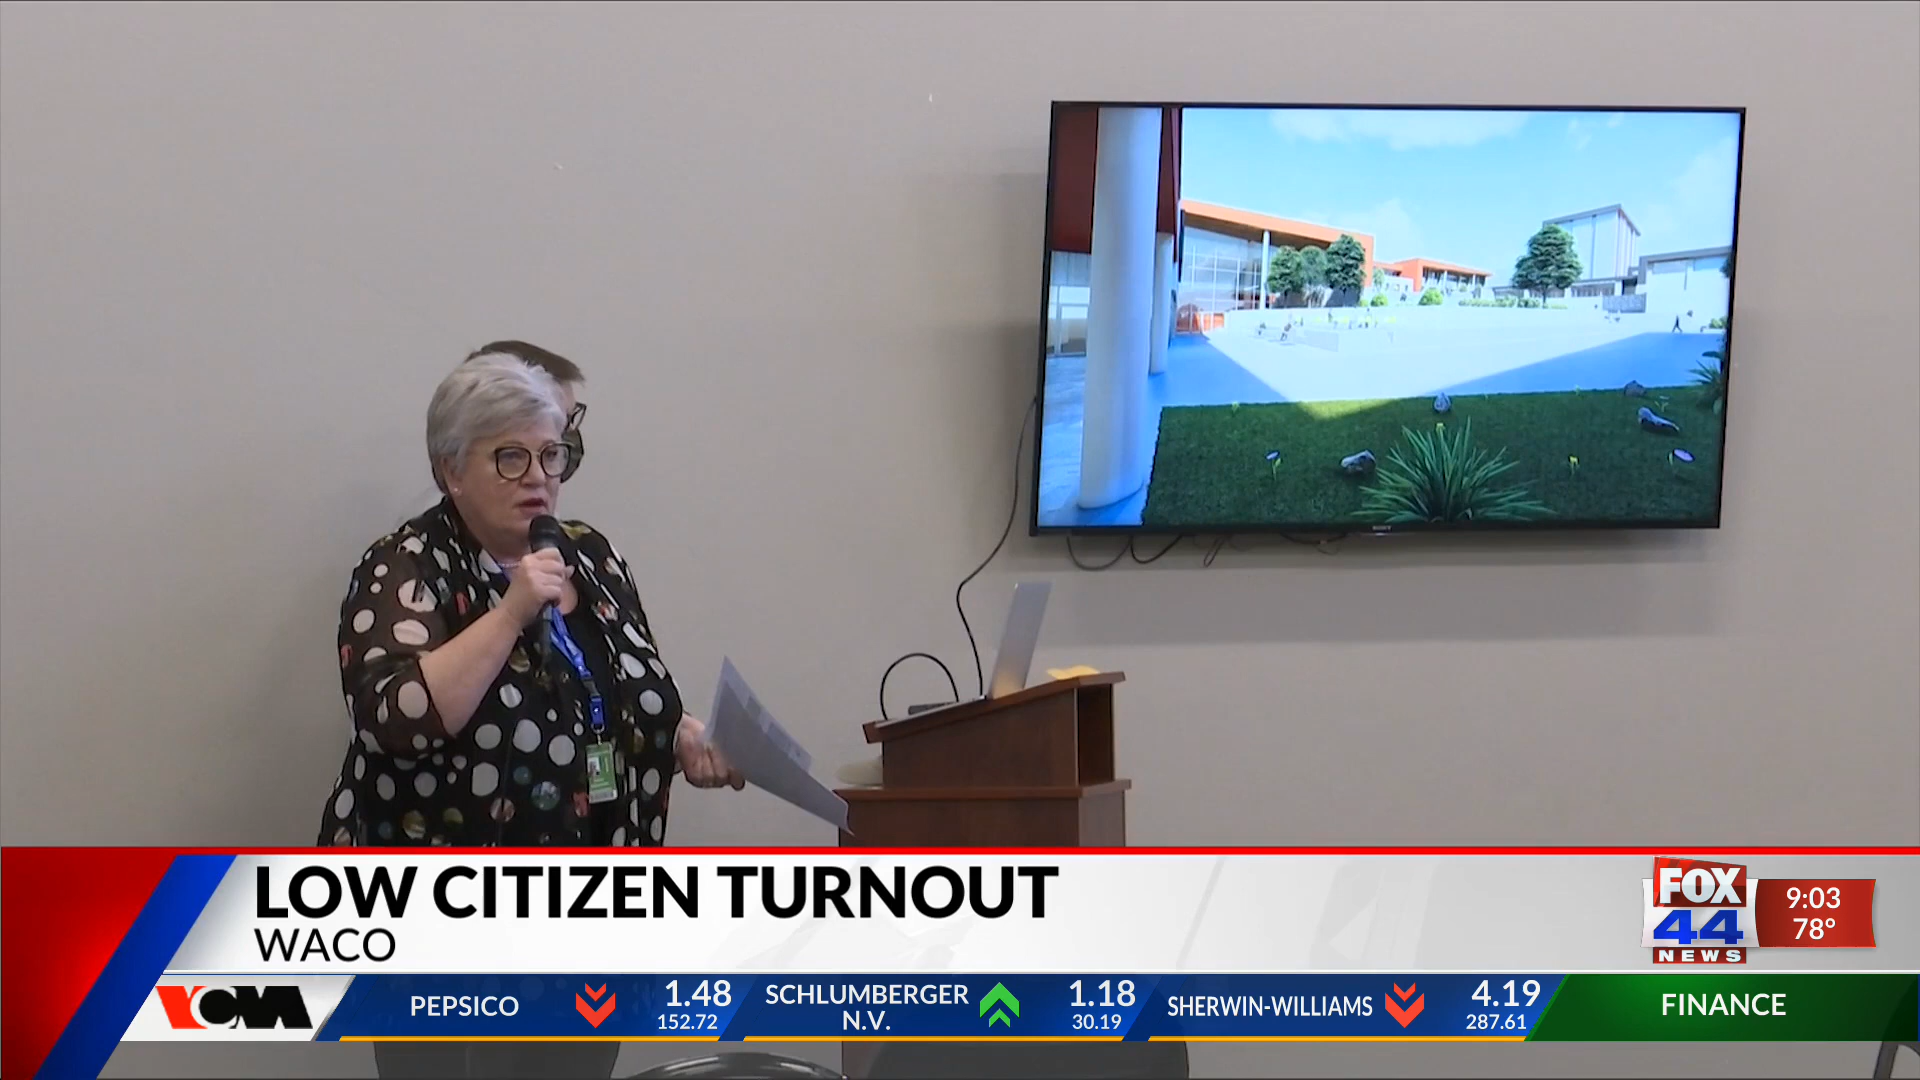 SONY
LOW CITIZEN TURNOUT
WACO
FOX
44
NEWS
9:03
78°
PEPSICO
1.48
152.72
SCHLUMBERGER
N.V.
1.18
30.19
SHERWIN-WILLIAMS
4.19
287.61
FINANCE